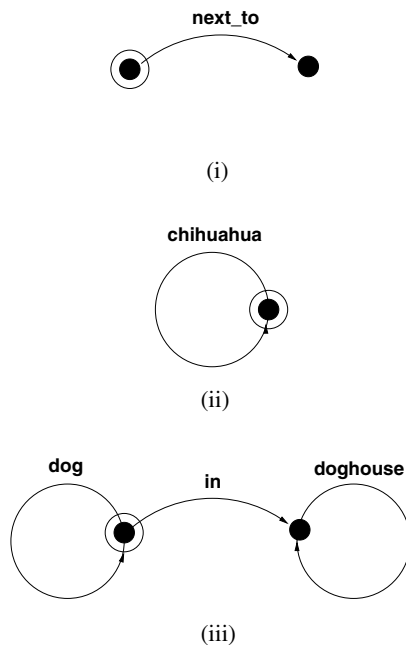 next_to
(i)
chihuahua
(ii)
dog
in
doghouse
(iii)